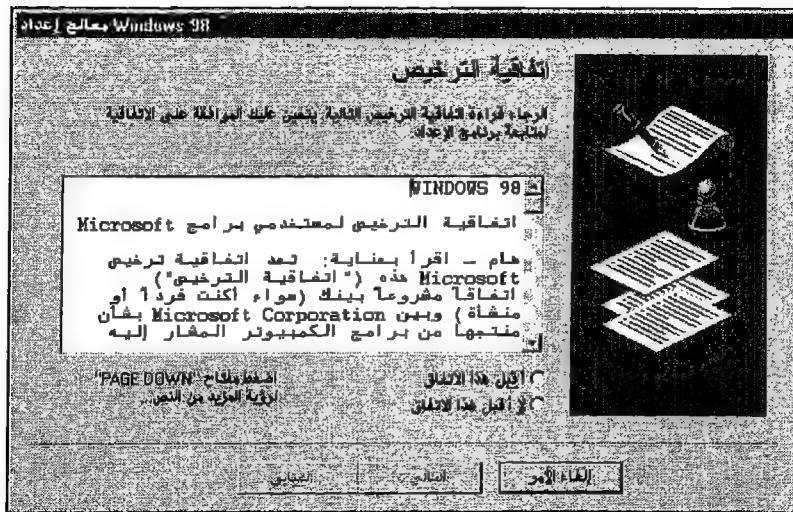 معالج إعداد Windows 98
اتفاقية الترخيص
الرجاء قراءة اتفاقية الترخيص التالية يتعين عليك الموافقة على الاتفاقية
لمتابعة برنامج الإعداد
WINDOWS 98
اتفاقية الترخيص لمستخدمي برامج Microsoft
هام - اقرأ بعناية: تعد اتفاقية ترخيص
Microsoft هذه ("اتفاقية الترخيص")
اتفاقاً مشروعاً بينك (سواء أكنت فرداً أو
منشأة) وبين Microsoft Corporation بشأن
منتجها من برامج الكمبيوتر المشار إليه
أقبل هذا الاتفاق
لا أقبل هذا الاتفاق
اضغط مفتاح "PAGE DOWN"
لرؤية المزيد من النص...
إلغاء الأمر
التالي
السابق